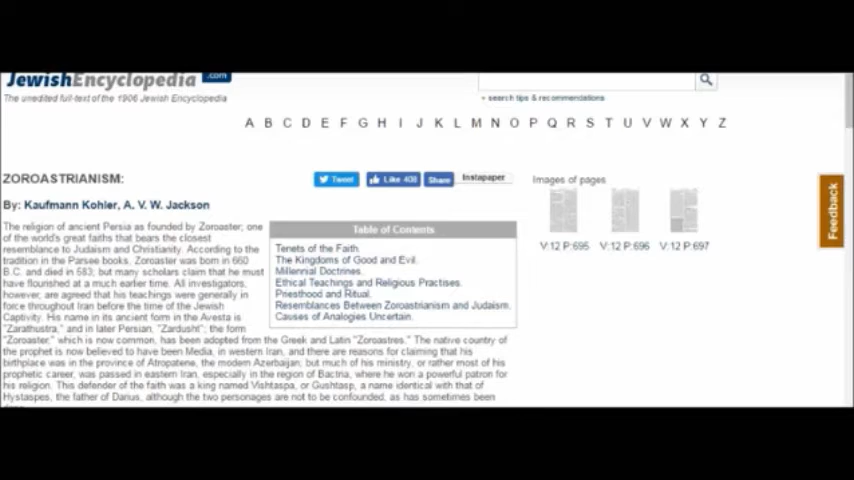 JewishEncyclopedia .com
The unedited full-text of the 1906 Jewish Encyclopedia
search tips & recommendations
A B C D E F G H I J K L M N O P Q R S T U V W X Y Z
ZOROASTRIANISM:
Tweet Like 408 Share Instapaper
By: Kaufmann Kohler, A. V. W. Jackson
The religion of ancient Persia as founded by Zoroaster; one
of the world's great faiths that bears the closest
resemblance to Judaism and Christianity. According to the
tradition in the Parsee books, Zoroaster was born in 660
B.C. and died in 583; but many scholars claim that he must
have flourished at a much earlier time. All investigators,
however, are agreed that his teachings were generally in
force throughout Iran before the time of the Jewish
Captivity. His name in its ancient form in the Avesta is
"Zarathustra," and in later Persian, "Zardusht"; the form
"Zoroaster," which is now common, has been adopted from the Greek and Latin "Zoroastres." The native country of
the prophet is now believed to have been Media, in western Iran, and there are reasons for claiming that his
birthplace was in the province of Atropatene, the modern Azerbaijan; but much of his ministry, or rather most of his
prophetic career, was passed in eastern Iran, especially in the region of Bactria, where he won a powerful patron for
his religion. This defender of the faith was a king named Vishtaspa, or Gushtasp, a name identical with that of
Hystaspes, the father of Darius, although the two personages are not to be confounded, as has sometimes been
Table of Contents
Tenets of the Faith.
The Kingdoms of Good and Evil.
Millennial Doctrines.
Ethical Teachings and Religious Practises.
Priesthood and Ritual.
Resemblances Between Zoroastrianism and Judaism.
Causes of Analogies Uncertain.
Images of pages
V:12 P:695 V:12 P:696 V:12 P:697
Feedback